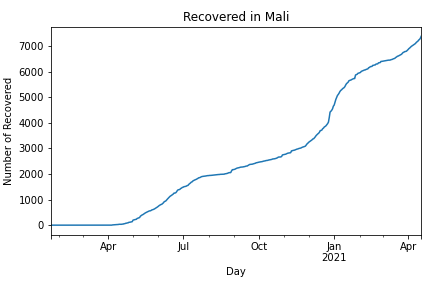 Recovered in Mali
Number of Recovered
7000
6000
5000
4000
3000
2000
1000
0
Apr
Jul
Oct
Jan
2021
Apr
Day